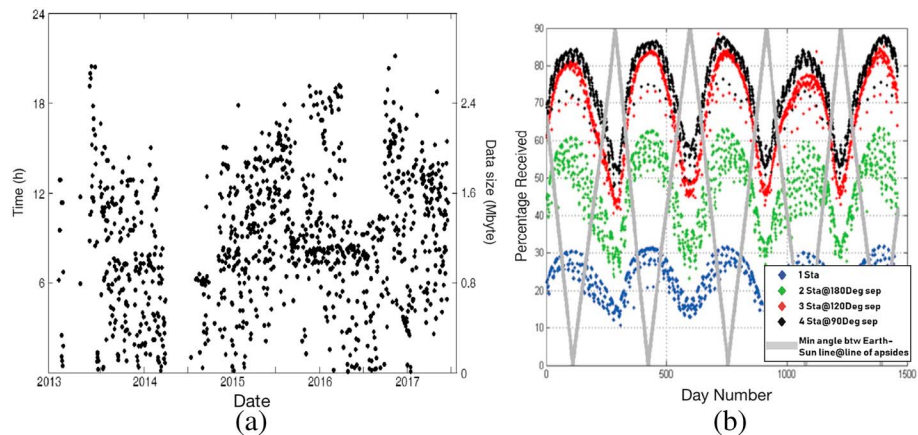 24
18
12
6
Time (h)
2013
2014
2015
2016
2017
Date
2.4
1.6
0.8
0
Data size (Mbyte)
(a)
90
80
70
60
50
40
30
20
10
0
Percentage Received
0
500
1000
1500
Day Number
1 Sta
2 Sta@180Deg sep
3 Sta@120Deg sep
4 Sta@90Deg sep
Min angle btw Earth-
Sun line@line of apsides
(b)